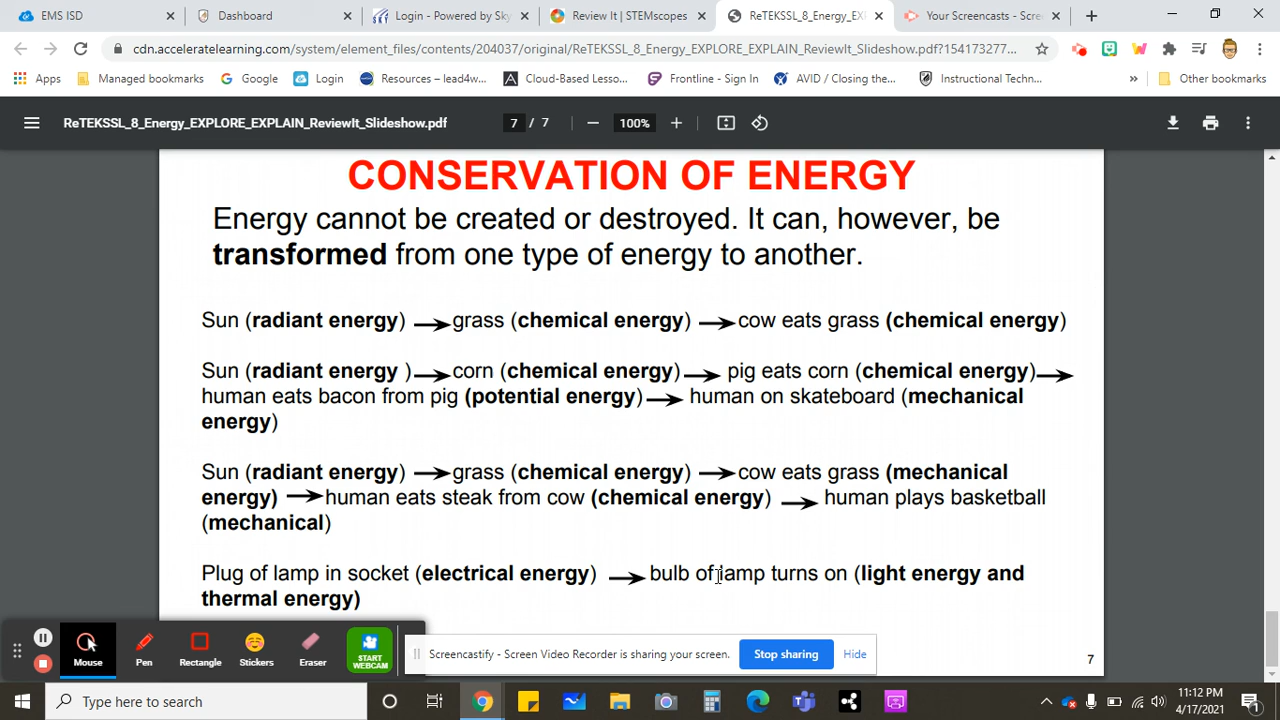 EMS ISD
Dashboard
Login - Powered by Sky
Review It | STEMscopes
ReTEKSSL_8_Energy_EX
Your Screencasts - Scre
cdn.acceleratelearning.com/system/element_files/contents/204037/original/ReTEKSSL_8_Energy_EXPLORE_EXPLAIN_ReviewIt_Slideshow.pdf?154173277...
Apps
Managed bookmarks
Google
Login
Resources – lead4w...
Cloud-Based Lesso...
Frontline - Sign In
AVID / Closing the...
Instructional Techn...
»
Other bookmarks
ReTEKSSL_8_Energy_EXPLORE_EXPLAIN_ReviewIt_Slideshow.pdf
7 / 7
100%
CONSERVATION OF ENERGY
Energy cannot be created or destroyed. It can, however, be
transformed from one type of energy to another.
Sun (radiant energy) → grass (chemical energy) → cow eats grass (chemical energy)
Sun (radiant energy ) → corn (chemical energy) → pig eats corn (chemical energy) →
human eats bacon from pig (potential energy) → human on skateboard (mechanical
energy)
Sun (radiant energy) → grass (chemical energy) → cow eats grass (mechanical
energy) → human eats steak from cow (chemical energy) → human plays basketball
(mechanical)
Plug of lamp in socket (electrical energy) → bulb of lamp turns on (light energy and
thermal energy)
Mouse
Pen
Rectangle
Stickers
Eraser
START
WEBCAM
Screencastify - Screen Video Recorder is sharing your screen.
Stop sharing
Hide
7
Type here to search
11:12 PM
4/17/2021
1